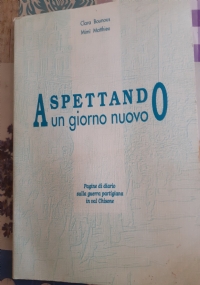 ASPETTANDO
un giorno nuovo
Pagine di diario
sulla guerra partigiana
in val Chisone